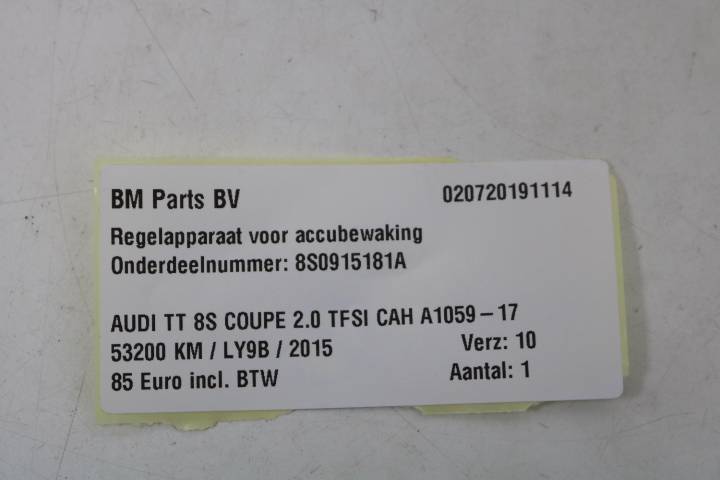 BM Parts BV 020720191114
Regelapparaat voor accubewaking
Onderdeelnummer: 8S0915181A
AUDI TT 8S COUPE 2.0 TFSI CAH A1059 – 17
53200 KM / LY9B / 2015 Verz: 10
85 Euro incl. BTW Aantal: 1